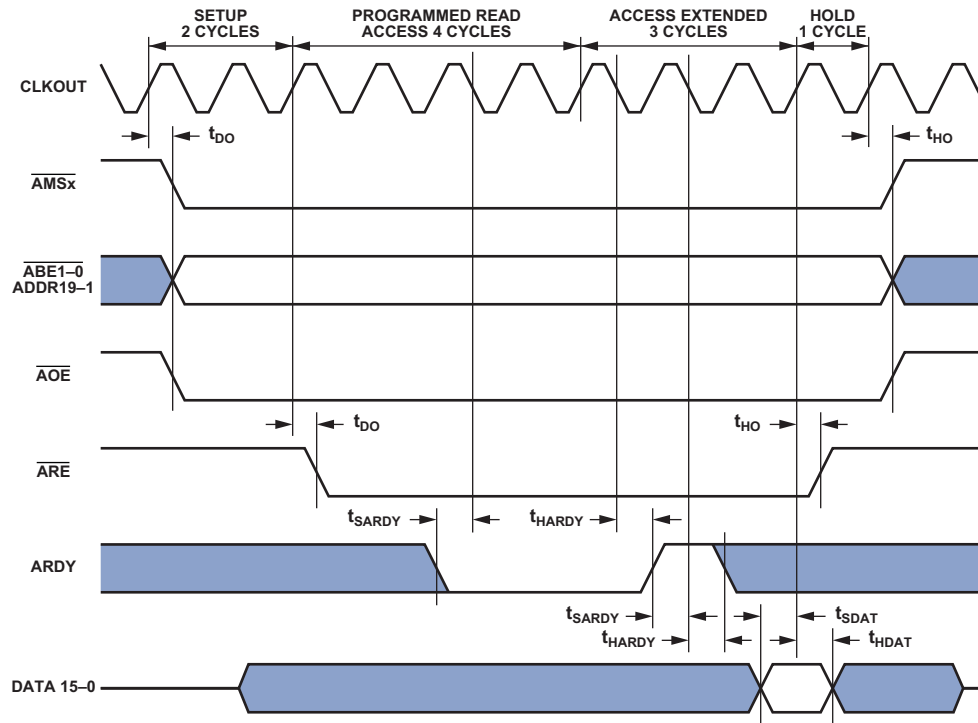 SETUP
2 CYCLES
PROGRAMMED READ
ACCESS 4 CYCLES
ACCESS EXTENDED
3 CYCLES
HOLD
1 CYCLE
CLKOUT
tDO
tHO
AMSx
ABE1–0
ADDR19–1
AOE
tDO
tHO
ARE
tSARDY
tHARDY
ARDY
tSARDY
tSDAT
tHARDY
tHDAT
DATA 15–0